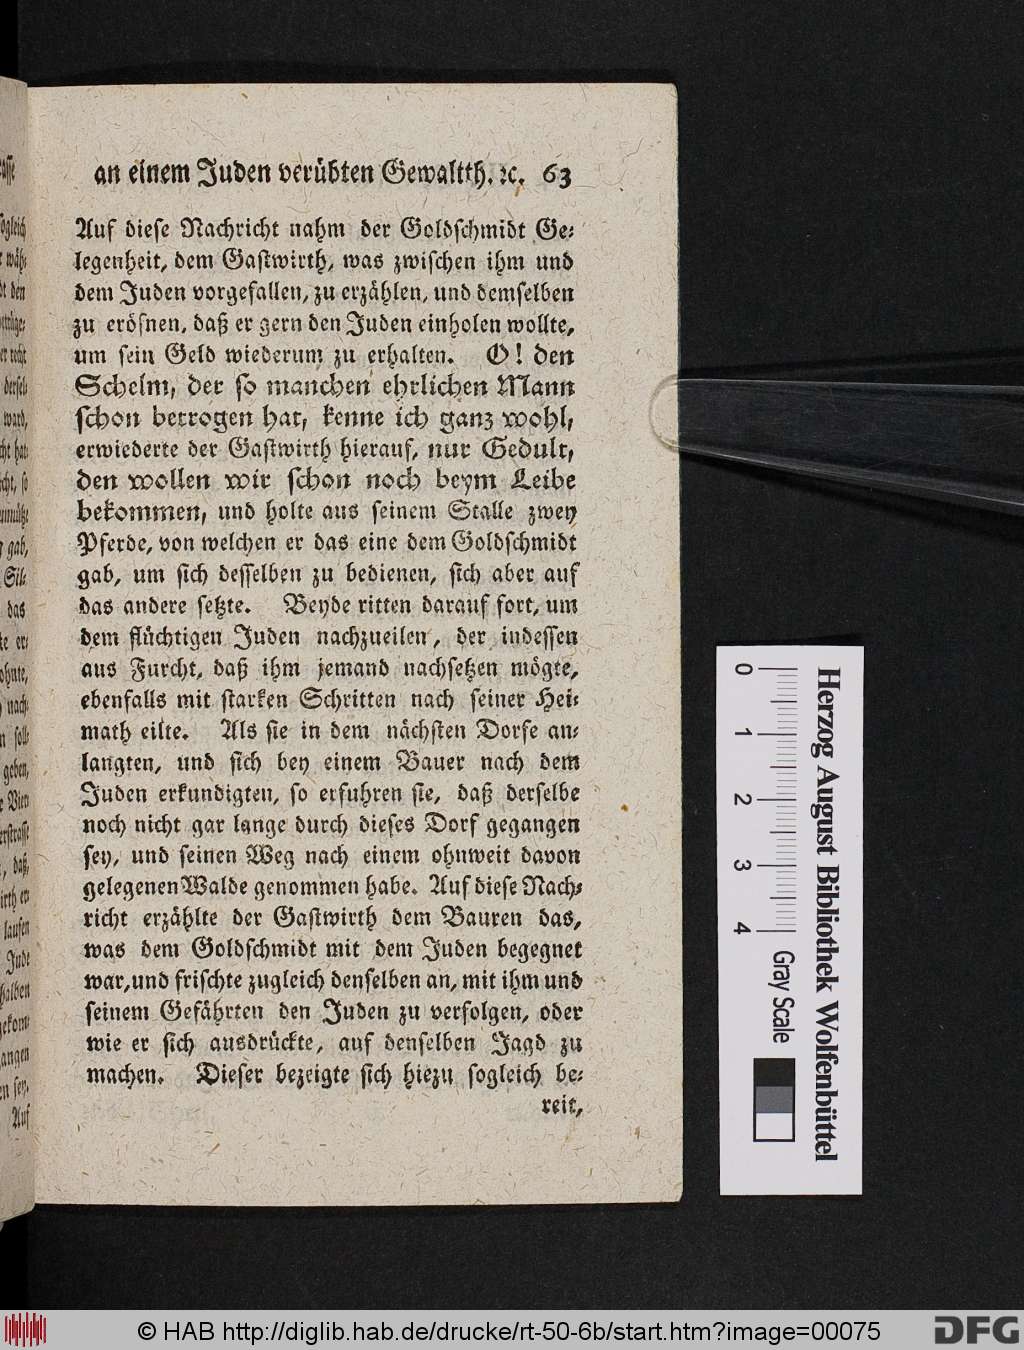 an einem Juden verübten Gewaltth. ꝛc. 63
Auf dieſe Nachricht nahm der Goldſchmidt Ge⸗
legenheit, dem Gaſtwirth, was zwiſchen ihm und
dem Juden vorgefallen, zu erzählen, und demſelben
zu eröfnen, daß er gern den Juden einholen wollte,
um ſein Geld wiederum zu erhalten. O! den
Schelm, der ſo manchen ehrlichen Mann
ſchon betrogen hat, kenne ich ganz wohl,
erwiederte der Gaſtwirth hierauf, nur Gedult,
den wollen wir ſchon noch beym Leibe
bekommen, und holte aus ſeinem Stalle zwey
Pferde, von welchen er das eine dem Goldſchmidt
gab, um ſich deſſelben zu bedienen, ſich aber auf
das andere ſetzte. Beyde ritten darauf fort, um
dem flüchtigen Juden nachzueilen, der indeſſen
aus Furcht, daß ihm jemand nachſetzen mögte,
ebenfalls mit ſtarken Schritten nach ſeiner Hei⸗
math eilte. Als ſie in dem nächſten Dorfe an⸗
langten, und ſich bey einem Bauer nach dem
Juden erkundigten, ſo erfuhren ſie, daß derſelbe
noch nicht gar lange durch dieſes Dorf gegangen
ſey, und ſeinen Weg nach einem ohnweit davon
gelegenen Walde genommen habe. Auf dieſe Nach⸗
richt erzählte der Gaſtwirth dem Bauren das,
was dem Goldſchmidt mit dem Juden begegnet
war, und friſchte zugleich denſelben an, mit ihm und
ſeinem Gefährten den Juden zu verfolgen, oder
wie er ſich ausdrückte, auf denſelben Jagd zu
machen. Dieſer bezeigte ſich hiezu ſogleich be⸗
reit,
0 1 2 3 4
Gray Scale
Herzog August Bibliothek Wolfenbüttel
© HAB http://diglib.hab.de/drucke/rt-50-6b/start.htm?image=00075
DFG